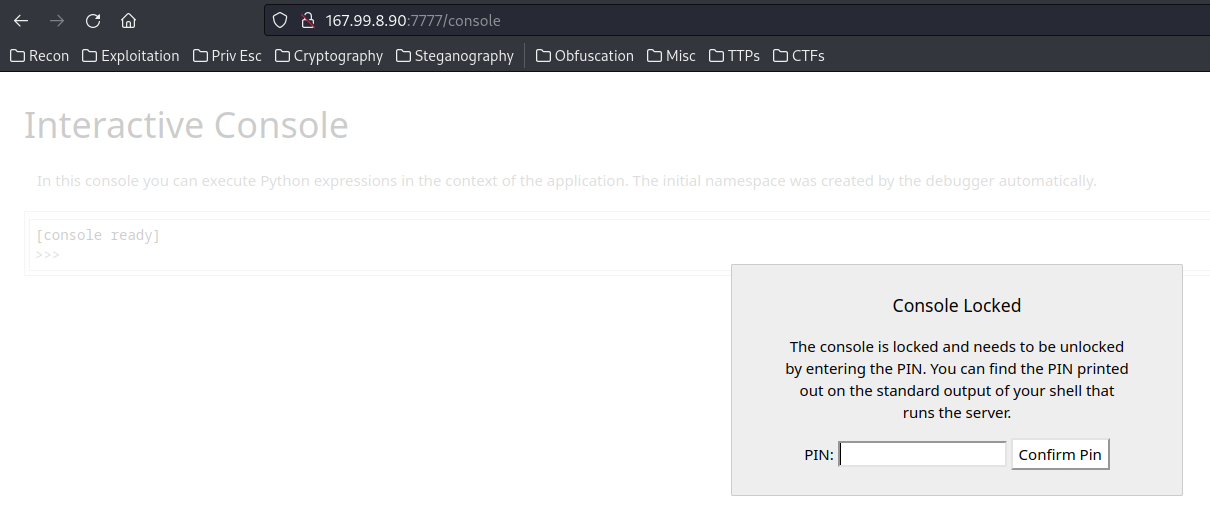 167.99.8.90:7777/console
Recon Exploitation Priv Esc Cryptography Steganography Obfuscation Misc TTPs CTFs
Interactive Console
In this console you can execute Python expressions in the context of the application. The initial namespace was created by the debugger automatically.
[console ready]
>>>
Console Locked
The console is locked and needs to be unlocked
by entering the PIN. You can find the PIN printed
out on the standard output of your shell that
runs the server.
PIN: Confirm Pin